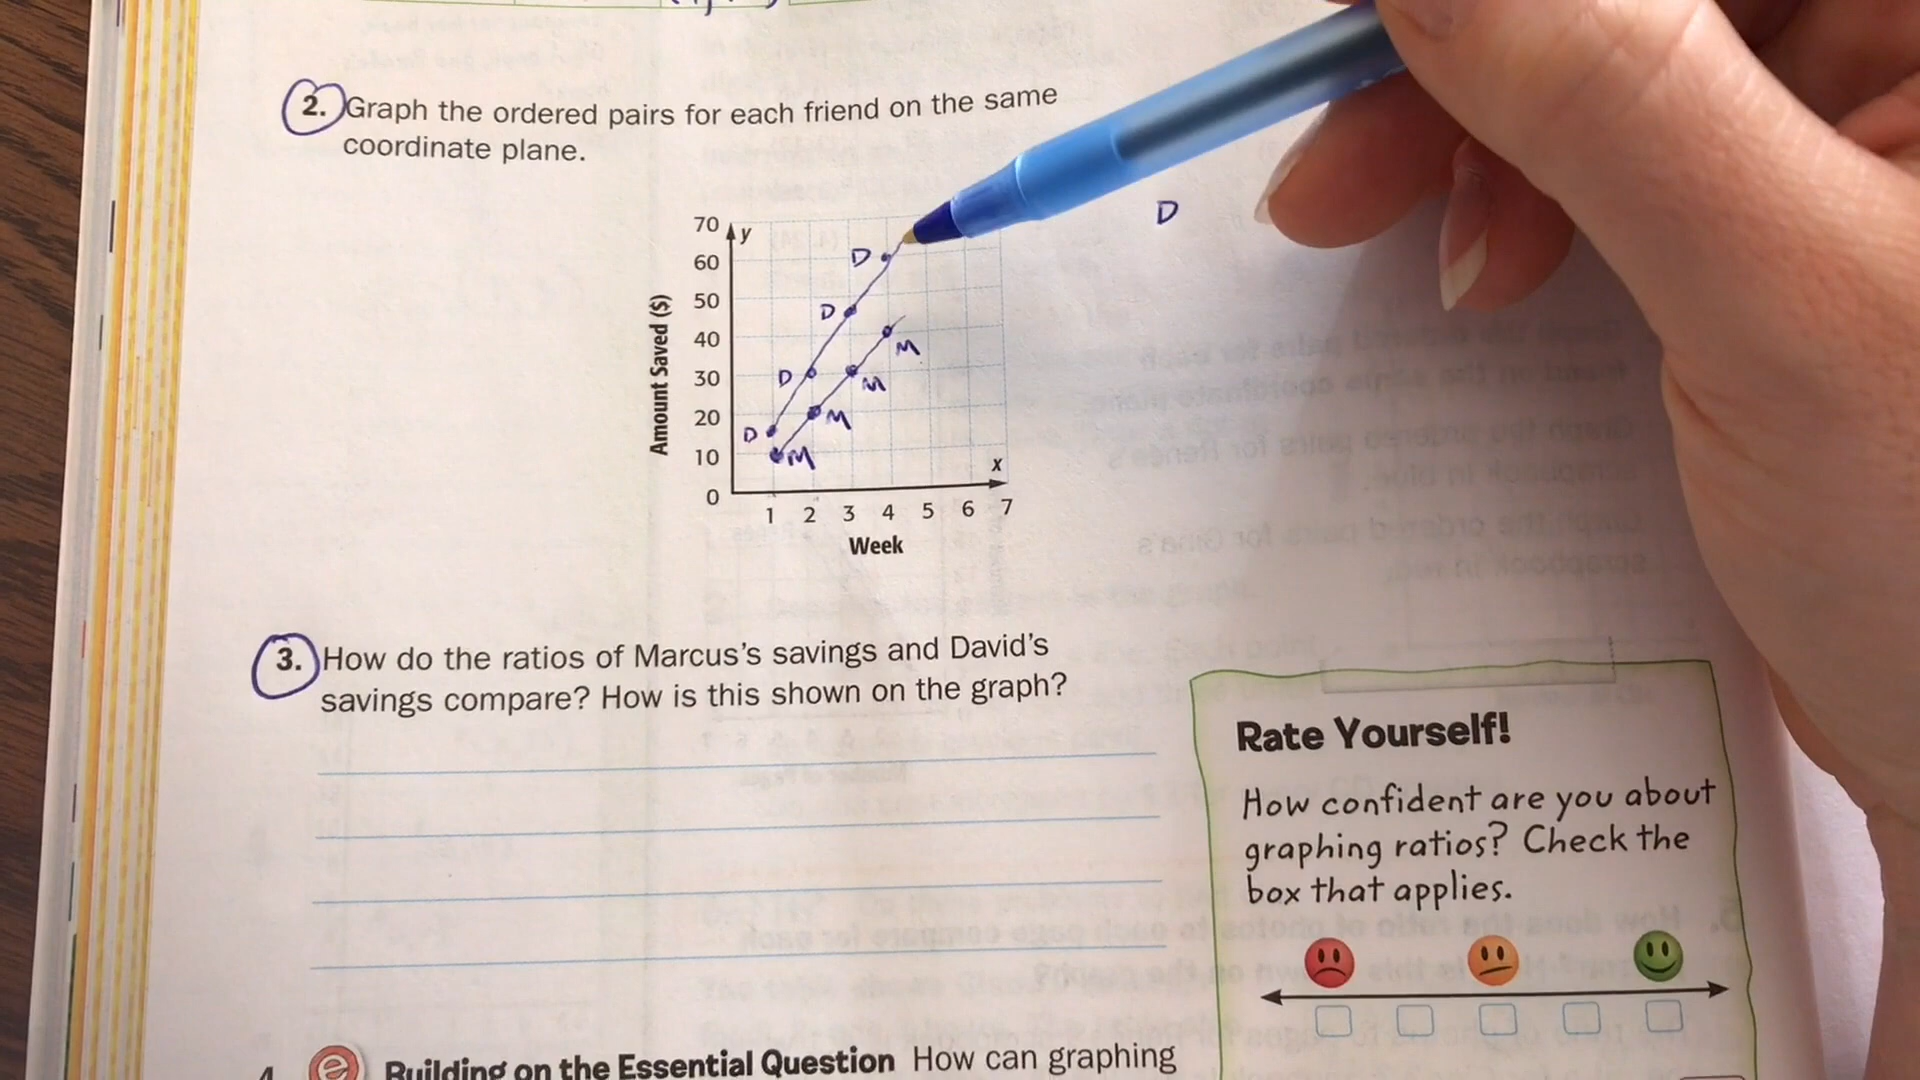 2. Graph the ordered pairs for each friend on the same
coordinate plane.
D
70 y
60 D
50 D
40 M
30 D M
20 M
10 D M
x
0
1 2 3 4 5 6 7
Amount Saved ($)
Week
3. How do the ratios of Marcus's savings and David's
savings compare? How is this shown on the graph?
Rate Yourself!
How confident are you about
graphing ratios? Check the
box that applies.
e Building on the Essential Question How can graphing